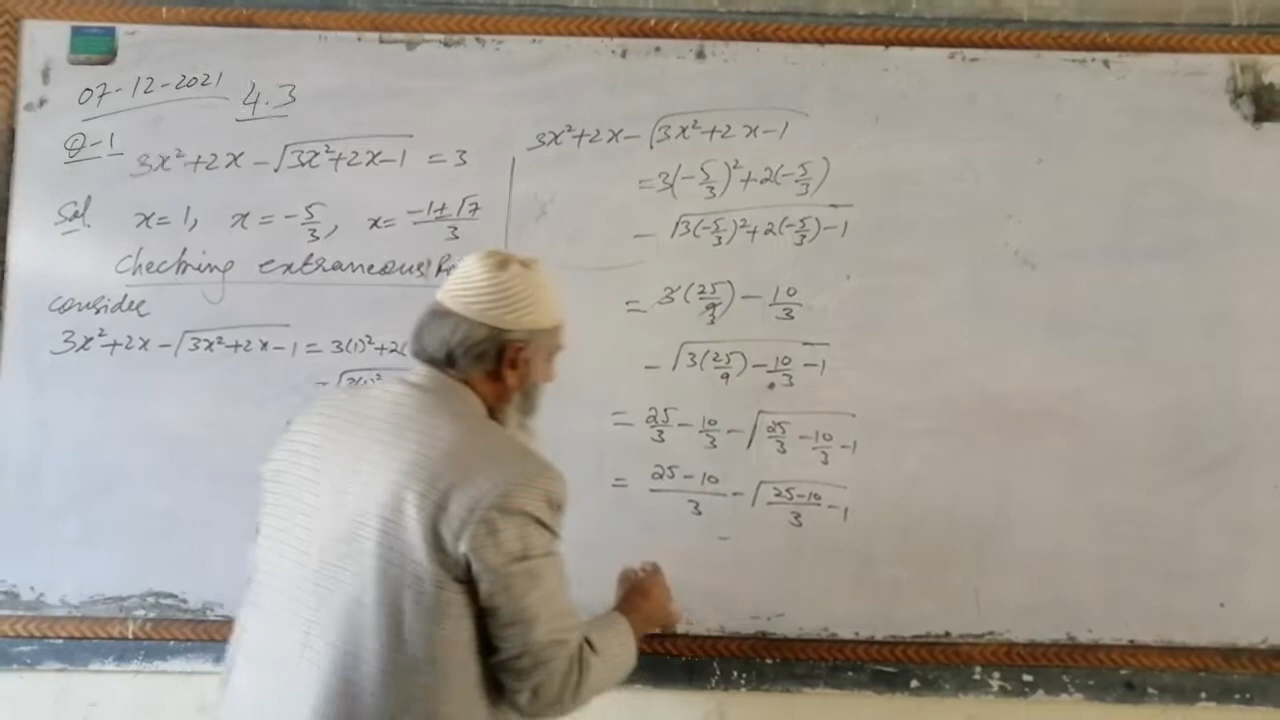 07-12-2021 4.3
Q-1 3x²+2x-√(3x²+2x-1) = 3
Sol. x=1, x=-5/3, x=(-1±√7)/3
Checking extraneous
consider
3x²+2x-√(3x²+2x-1) = 3(1)²+2(
3x²+2x-√(3x²+2x-1)
=3(-5/3)²+2(-5/3)
-√(3(-5/3)²+2(-5/3)-1)
= 3(25/9)-10/3
-√(3(25/9)-10/3-1)
= 25/3-10/3-√(25/3-10/3-1)
= (25-10)/3-√((25-10)/3-1)